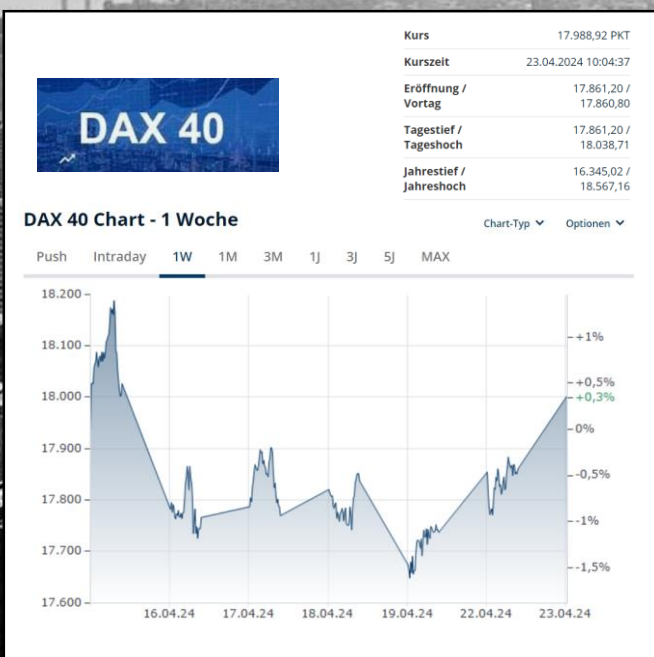 Kurs 17.988,92 PKT
Kurszeit 23.04.2024 10:04:37
Eröffnung / 17.861,20 /
Vortag 17.860,80
Tagestief / 17.861,20 /
Tageshoch 18.038,71
Jahrestief / 16.345,02 /
Jahreshoch 18.567,16
DAX 40
DAX 40 Chart - 1 Woche
Chart-Typ Optionen
Push Intraday 1W 1M 3M 1J 3J 5J MAX
18.200
18.100
18.000
17.900
17.800
17.700
17.600
+1%
+0,5%
+0,3%
0%
-0,5%
-1%
-1,5%
16.04.24 17.04.24 18.04.24 19.04.24 22.04.24 23.04.24